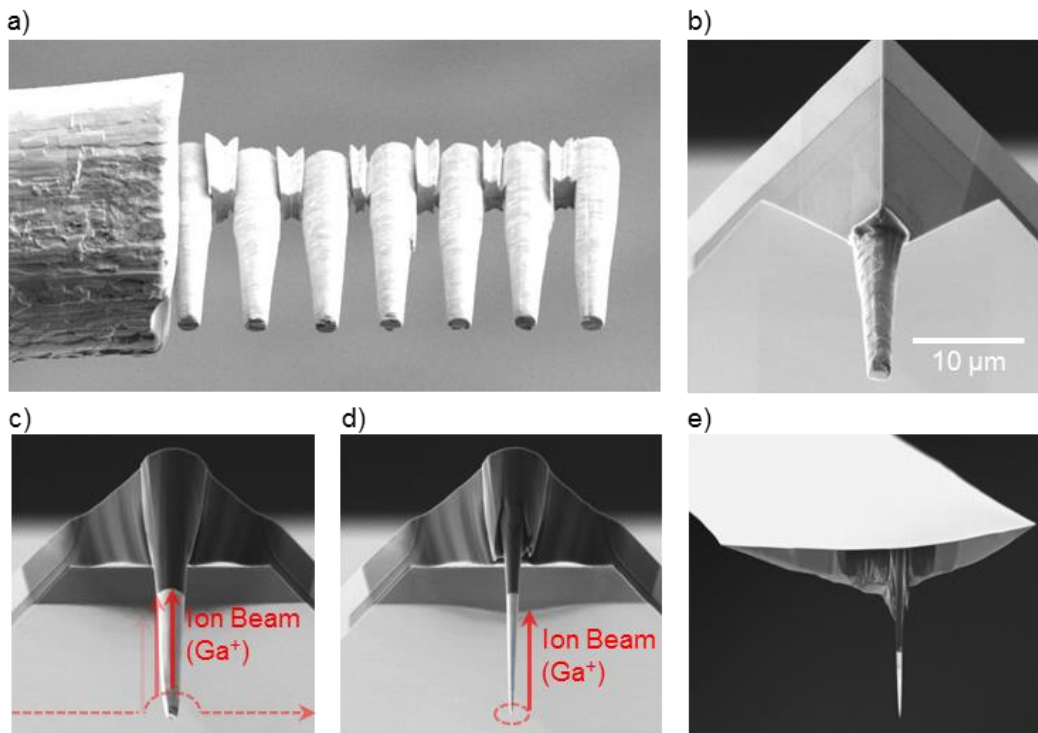 a)
b)
10 µm
c)
d)
e)
Ion Beam
(Ga⁺)
Ion Beam
(Ga⁺)